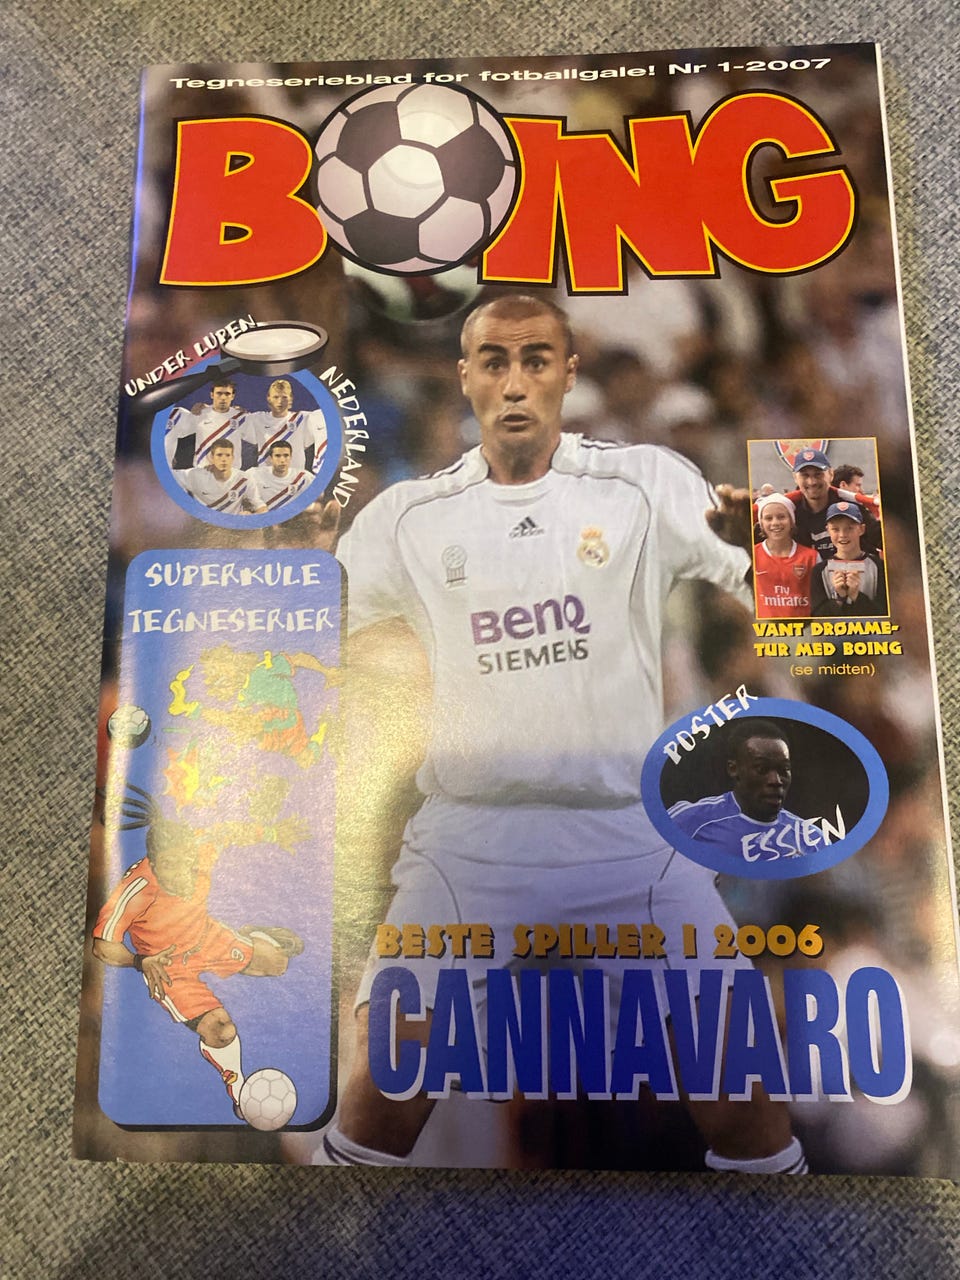 Tegneserieblad for fotballgale! Nr 1-2007
BOING
UNDER LUPEN
NEDERLAND
adidas
BenQ
SIEMENS
Fly
Emirates
VANT DRØMME-
TUR MED BOING
(se midten)
SUPERKULE
TEGNESERIER
POSTER
ESSIEN
BESTE SPILLER I 2006
CANNAVARO